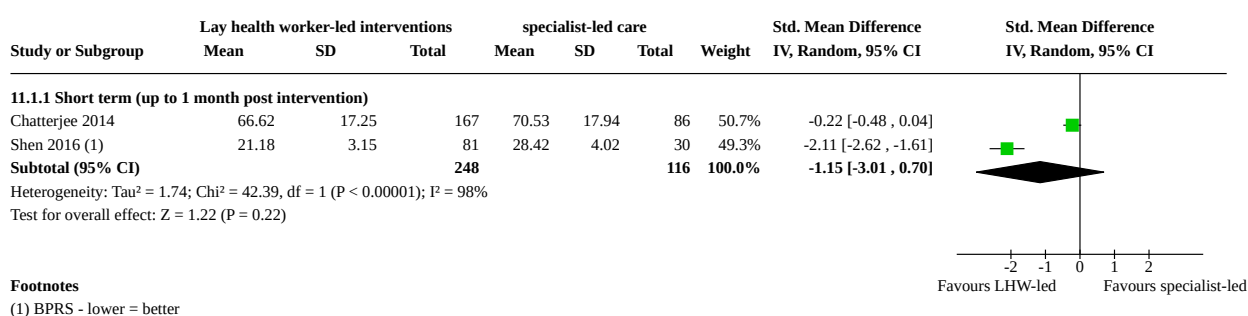 Lay health worker-led interventions specialist-led care Std. Mean Difference Std. Mean Difference
Study or Subgroup Mean SD Total Mean SD Total Weight IV, Random, 95% CI IV, Random, 95% CI
11.1.1 Short term (up to 1 month post intervention)
Chatterjee 2014 66.62 17.25 167 70.53 17.94 86 50.7% -0.22 [-0.48 , 0.04]
Shen 2016 (1) 21.18 3.15 81 28.42 4.02 30 49.3% -2.11 [-2.62 , -1.61]
Subtotal (95% CI) 248 116 100.0% -1.15 [-3.01 , 0.70]
Heterogeneity: Tau² = 1.74; Chi² = 42.39, df = 1 (P < 0.00001); I² = 98%
Test for overall effect: Z = 1.22 (P = 0.22)
-2 -1 0 1 2
Favours LHW-led Favours specialist-led
Footnotes
(1) BPRS - lower = better